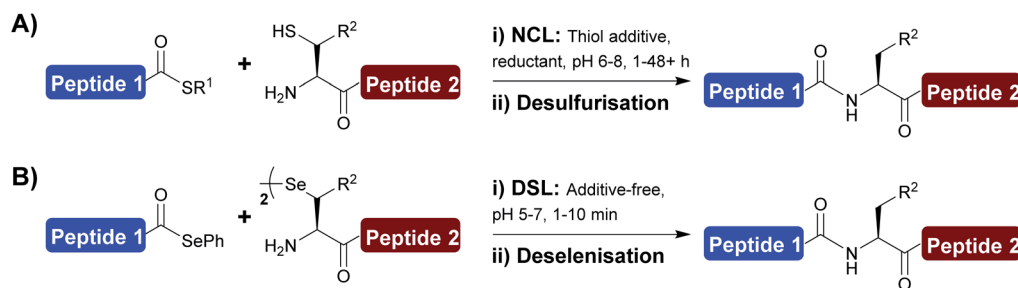 A)
Peptide 1
O
SR¹
+
HS
R²
H₂N
O
Peptide 2
i) NCL: Thiol additive,
reductant, pH 6-8, 1-48+ h
ii) Desulfurisation
Peptide 1
O
N
H
R²
O
Peptide 2
B)
Peptide 1
O
SePh
+
2
Se
R²
H₂N
O
Peptide 2
i) DSL: Additive-free,
pH 5-7, 1-10 min
ii) Deselenisation
Peptide 1
O
N
H
R²
O
Peptide 2